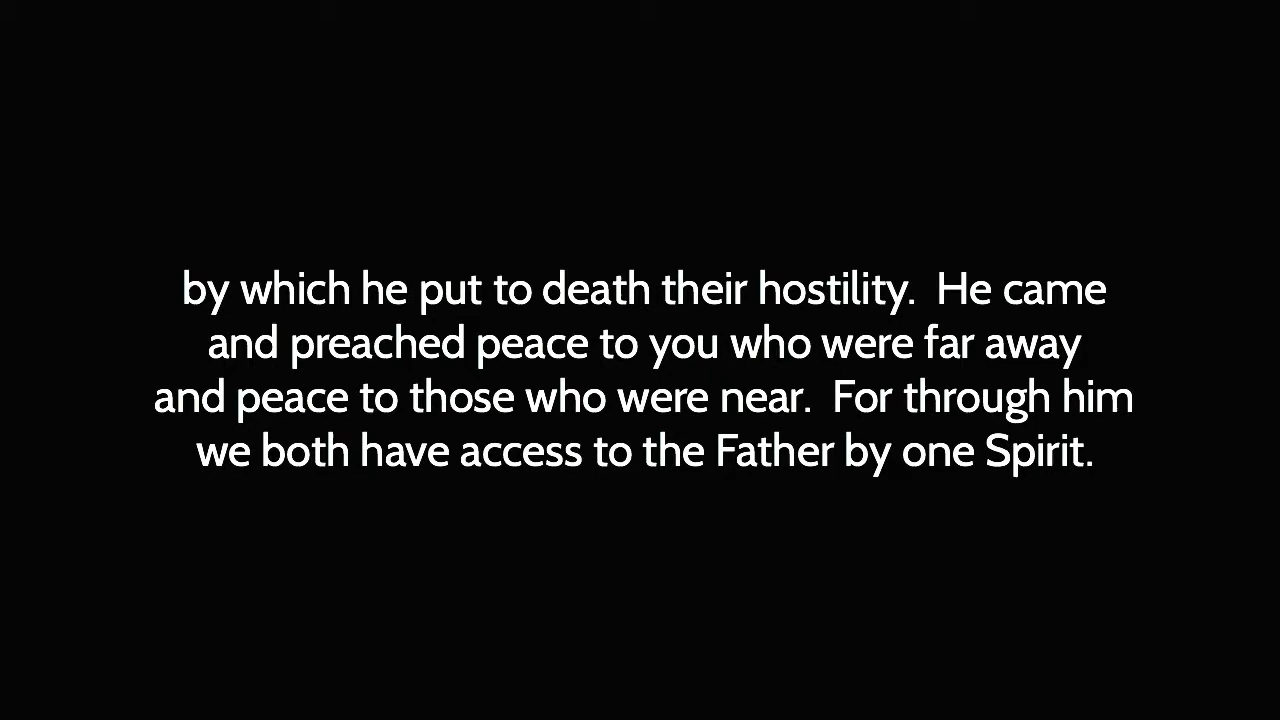 by which he put to death their hostility.  He came
and preached peace to you who were far away
and peace to those who were near.  For through him
we both have access to the Father by one Spirit.